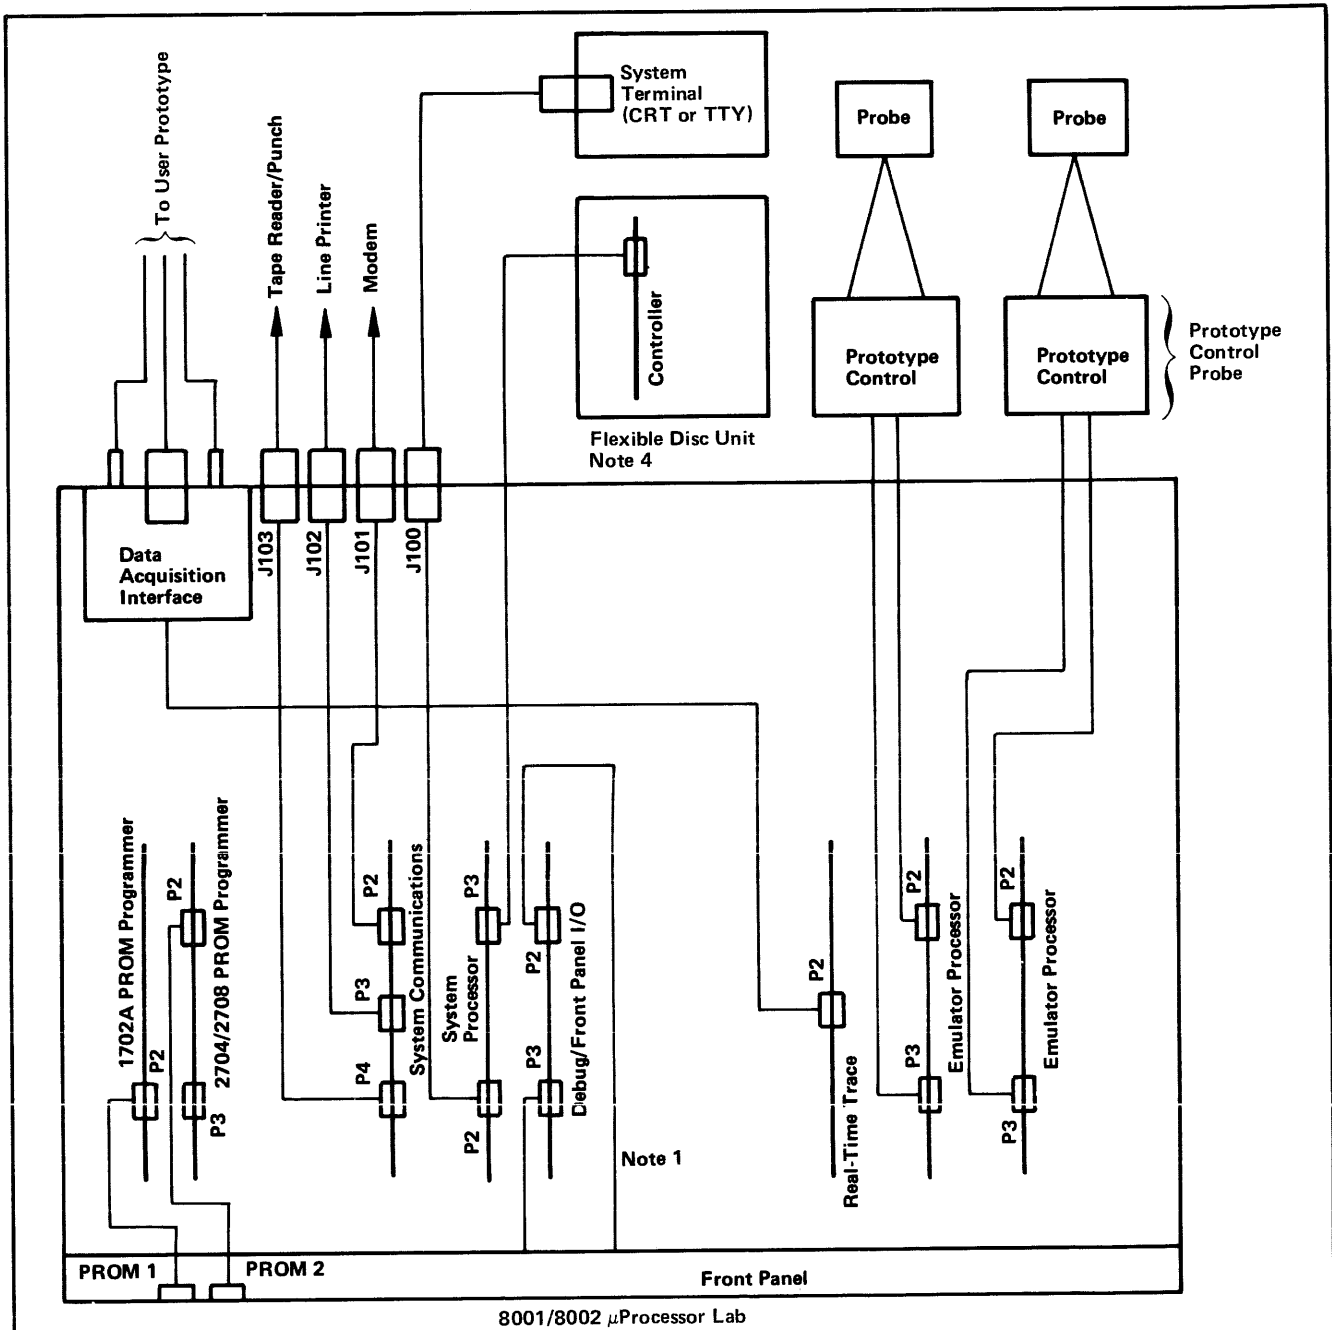 System
Terminal
(CRT or TTY)
Probe
Probe
To User Prototype
Tape Reader/Punch
Line Printer
Modem
Controller
Prototype
Control
Prototype
Control
Prototype
Control
Probe
Flexible Disc Unit
Note 4
Data
Acquisition
Interface
J103
J102
J101
J100
1702A PROM Programmer
P2
P2
2704/2708 PROM Programmer
P3
P2
P3
P4
System Communications
P3
System
Processor
P2
P2
P3
Debug/Front Panel I/O
Note 1
P2
Real-Time Trace
P2
P3
Emulator Processor
P2
P3
Emulator Processor
PROM 1
PROM 2
Front Panel
8001/8002 μProcessor Lab